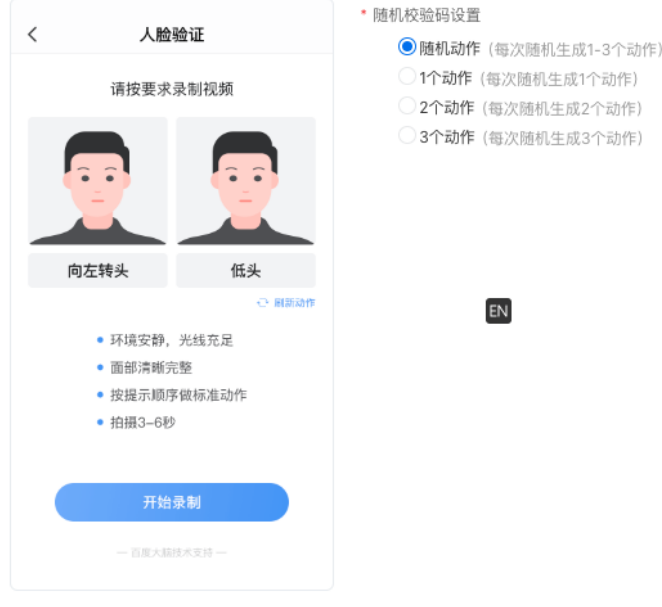 人脸验证
请按要求录制视频
向左转头
低头
刷新动作
环境安静，光线充足
面部清晰完整
按提示顺序做标准动作
拍摄3-6秒
开始录制
— 百度大脑技术支持 —
* 随机校验码设置
随机动作 (每次随机生成1-3个动作)
1个动作 (每次随机生成1个动作)
2个动作 (每次随机生成2个动作)
3个动作 (每次随机生成3个动作)
EN